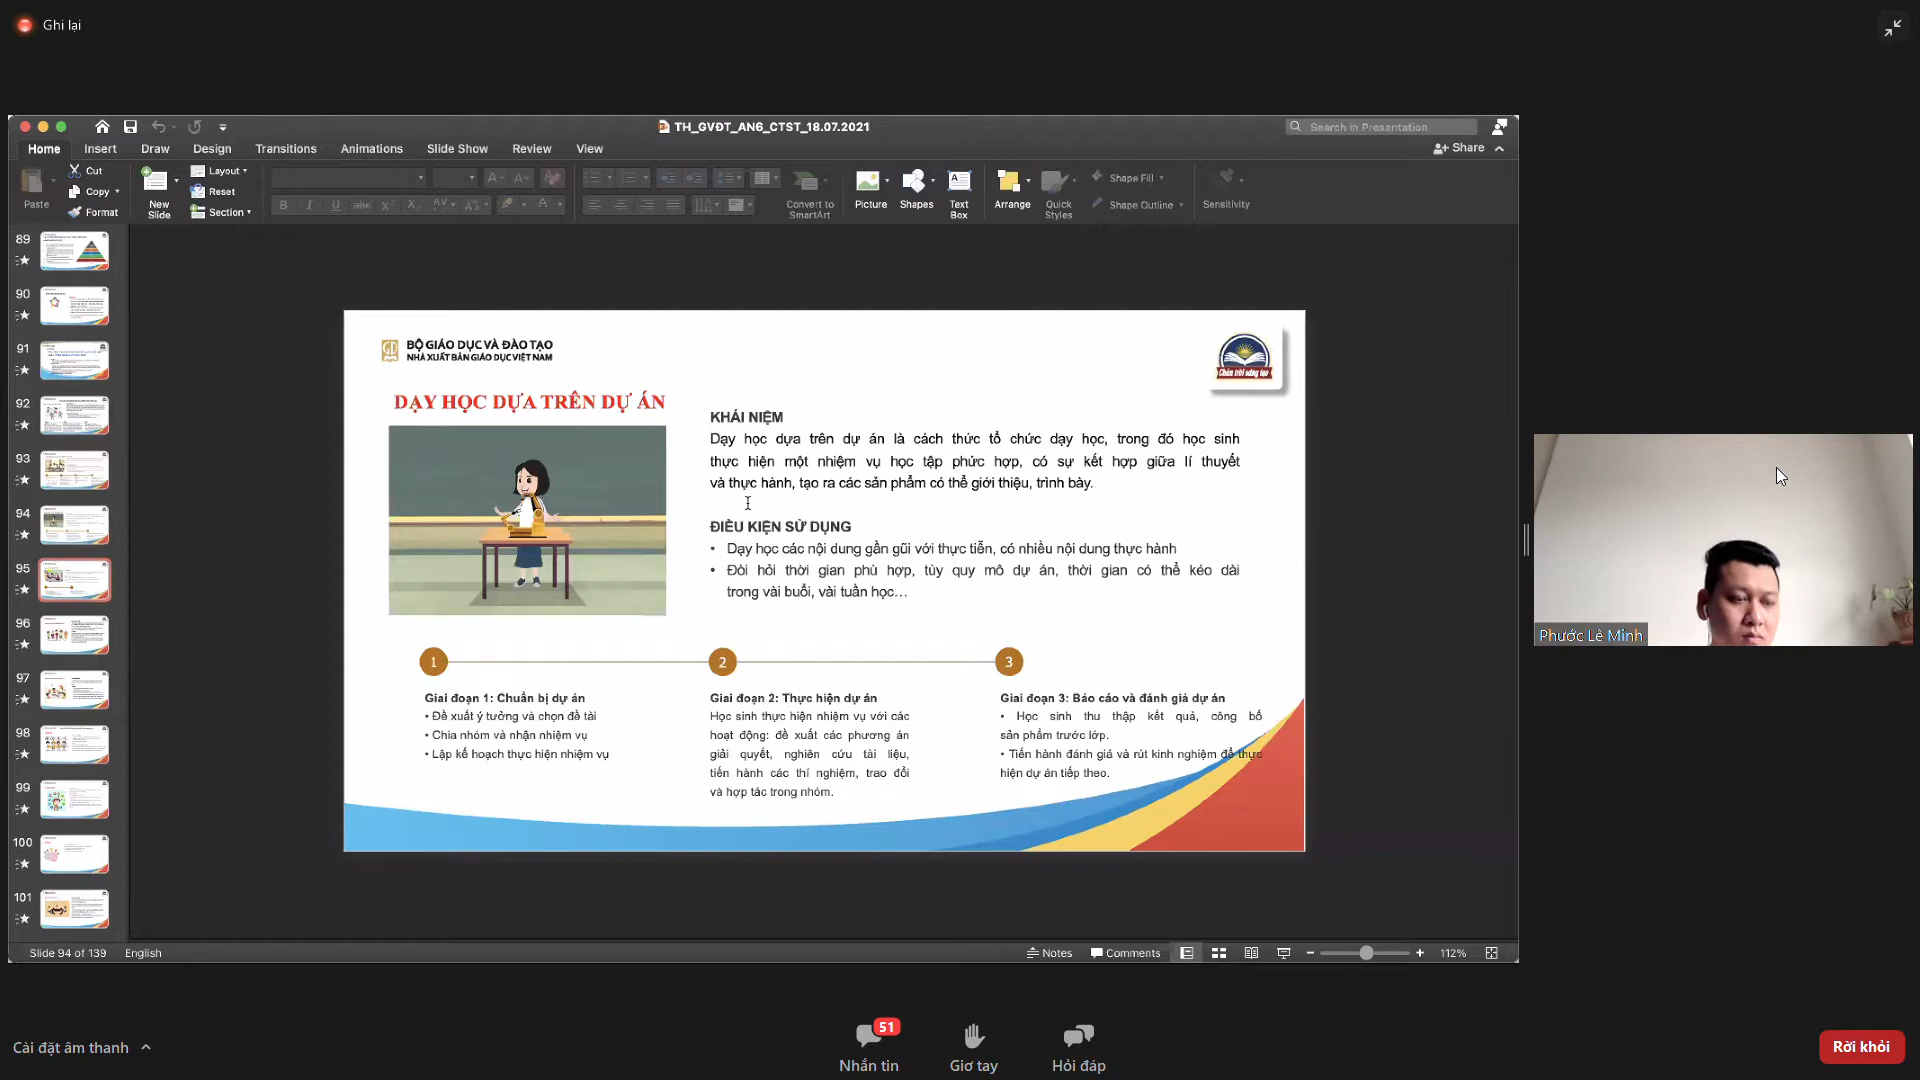 Ghi lại
TH_GVĐT_AN6_CTST_18.07.2021
Search in Presentation
Home Insert Draw Design Transitions Animations Slide Show Review View
Share
Paste
Cut
Copy
Format
New Slide
Layout
Reset
Section
Convert to SmartArt
Picture
Shapes
Text Box
Arrange
Quick Styles
Shape Fill
Shape Outline
Sensitivity
89
90
91
92
93
94
95
96
97
98
99
100
101
BỘ GIÁO DỤC VÀ ĐÀO TẠO
NHÀ XUẤT BẢN GIÁO DỤC VIỆT NAM
Chân trời sáng tạo
DẠY HỌC DỰA TRÊN DỰ ÁN
KHÁI NIỆM
Dạy học dựa trên dự án là cách thức tổ chức dạy học, trong đó học sinh
thực hiện một nhiệm vụ học tập phức hợp, có sự kết hợp giữa lí thuyết
và thực hành, tạo ra các sản phẩm có thể giới thiệu, trình bày.
ĐIỀU KIỆN SỬ DỤNG
• Dạy học các nội dung gần gũi với thực tiễn, có nhiều nội dung thực hành
• Đòi hỏi thời gian phù hợp, tùy quy mô dự án, thời gian có thể kéo dài
trong vài buổi, vài tuần học...
1
2
3
Giai đoạn 1: Chuẩn bị dự án
• Đề xuất ý tưởng và chọn đề tài
• Chia nhóm và nhận nhiệm vụ
• Lập kế hoạch thực hiện nhiệm vụ
Giai đoạn 2: Thực hiện dự án
Học sinh thực hiện nhiệm vụ với các
hoạt động: đề xuất các phương án
giải quyết, nghiên cứu tài liệu,
tiến hành các thí nghiệm, trao đổi
và hợp tác trong nhóm.
Giai đoạn 3: Báo cáo và đánh giá dự án
• Học sinh thu thập kết quả, công bố
sản phẩm trước lớp.
• Tiến hành đánh giá và rút kinh nghiệm để thực
hiện dự án tiếp theo.
Phước Lê Minh
Slide 94 of 139 English
Notes Comments 112%
Cài đặt âm thanh
51
Nhắn tin
Giơ tay
Hỏi đáp
Rời khỏi